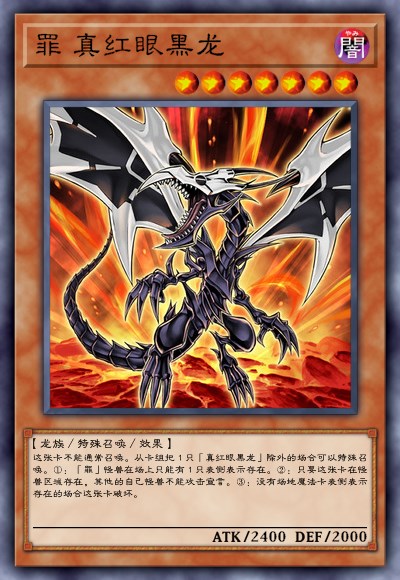 罪 真红眼黑龙
やみ
闇
【龙族／特殊召唤／效果】
这张卡不能通常召唤。从卡组把1只「真红眼黑龙」除外的场合可以特殊召
唤。①：「罪」怪兽在场上只能有1只表侧表示存在。②：只要这张卡在怪
兽区域存在，其他的自己怪兽不能攻击宣言。③：没有场地魔法卡表侧表示
存在的场合这张卡破坏。
ATK/2400 DEF/2000